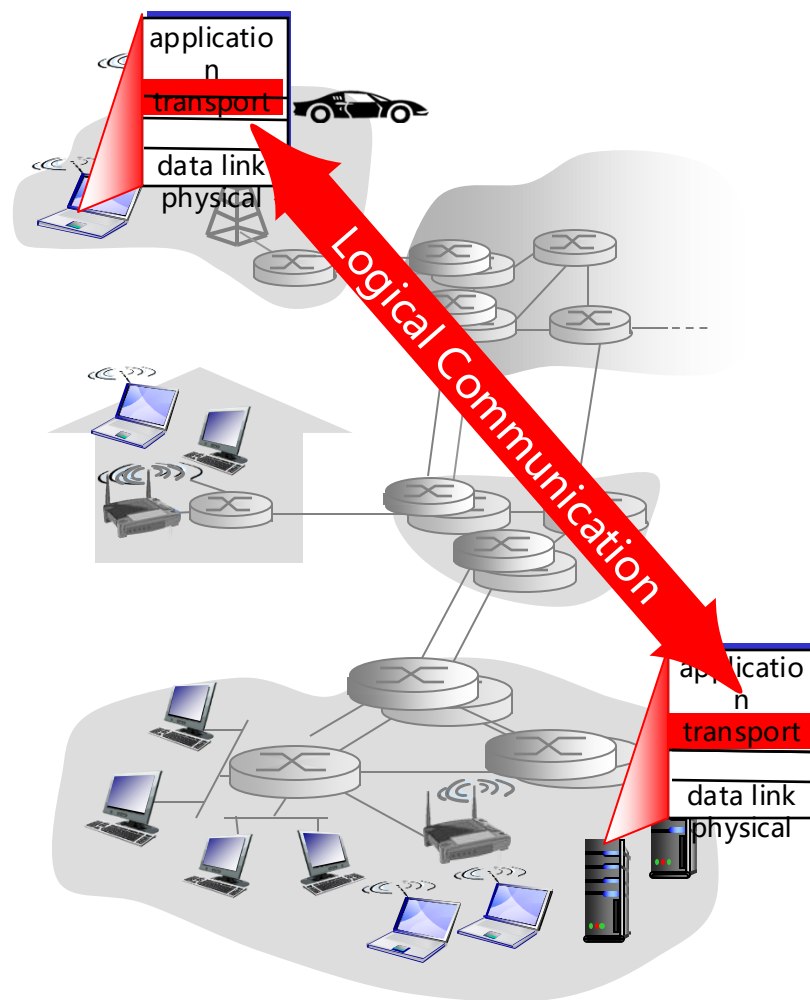 applicatio
n
transport
data link
physical
Logical Communication
applicatio
n
transport
data link
physical